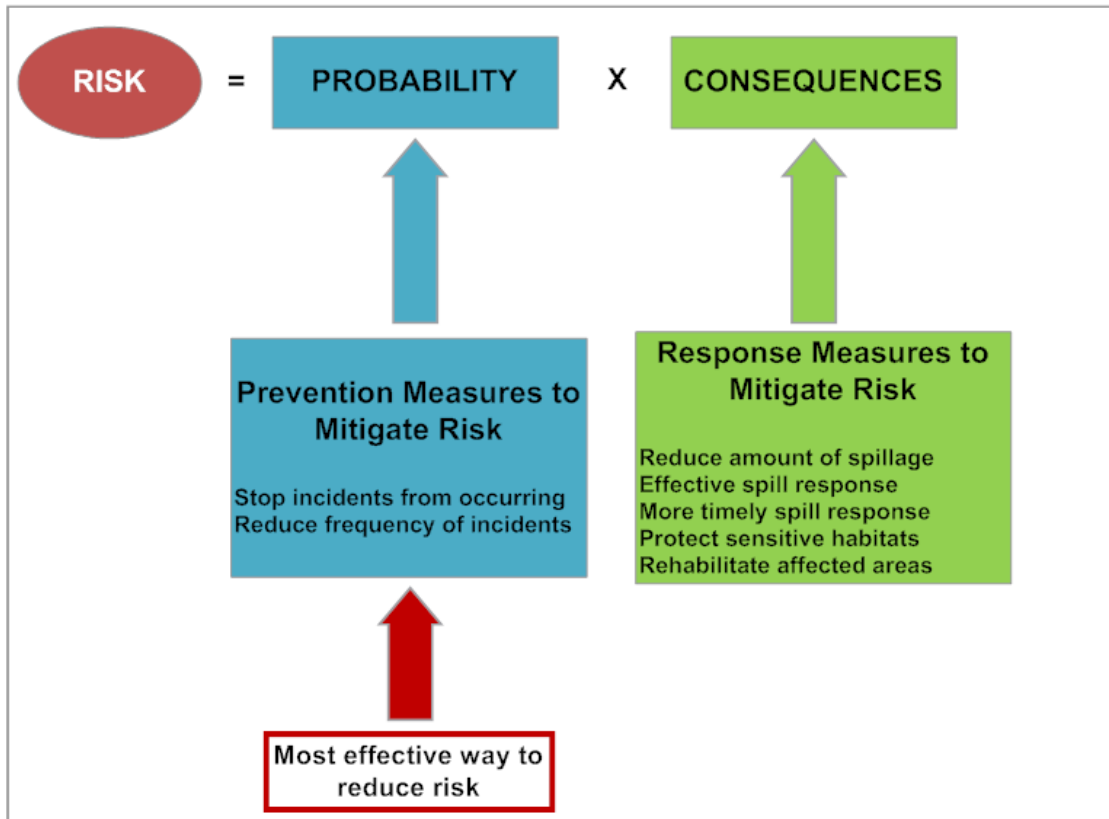 RISK = PROBABILITY X CONSEQUENCES
Prevention Measures to
Mitigate Risk
Stop incidents from occurring
Reduce frequency of incidents
Response Measures to
Mitigate Risk
Reduce amount of spillage
Effective spill response
More timely spill response
Protect sensitive habitats
Rehabilitate affected areas
Most effective way to
reduce risk